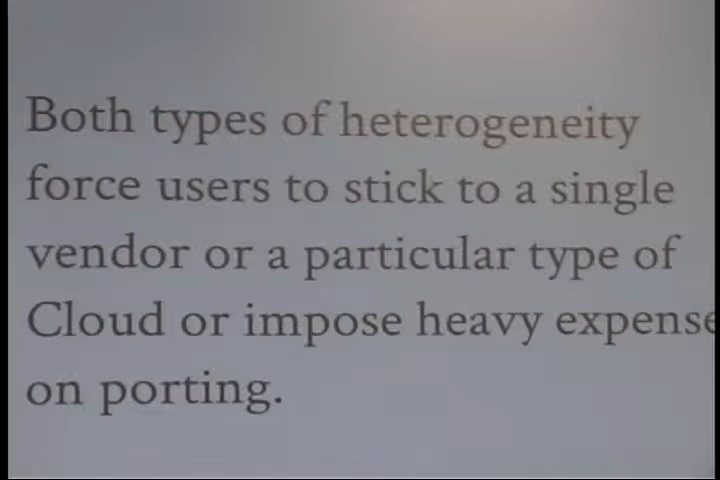 Both types of heterogeneity
force users to stick to a single
vendor or a particular type of
Cloud or impose heavy expense
on porting.